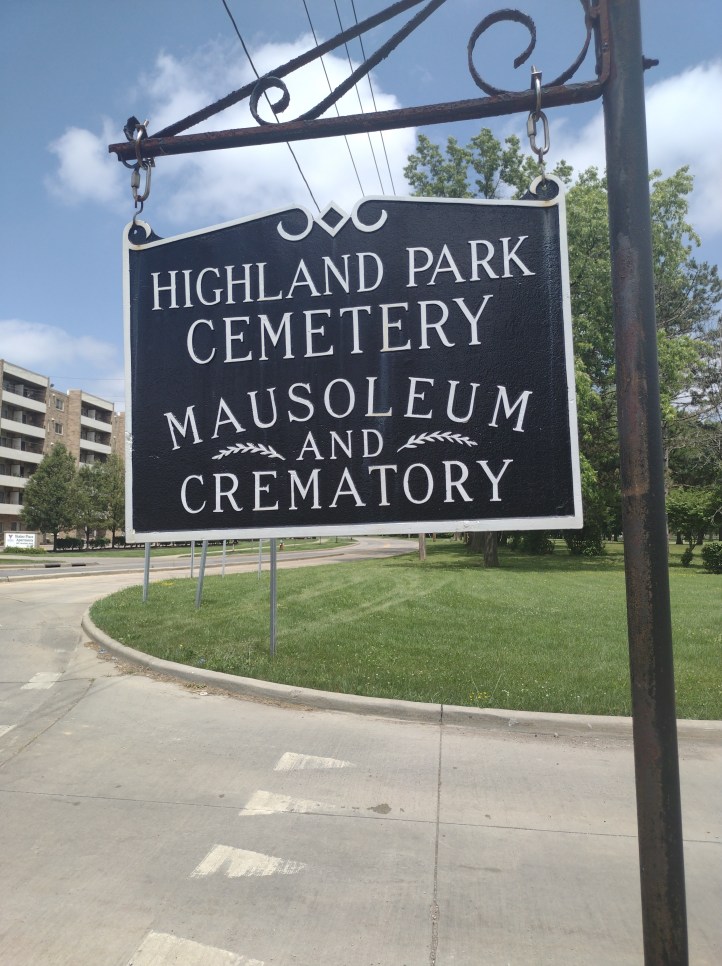 HIGHLAND PARK
CEMETERY
MAUSOLEUM
AND
CREMATORY